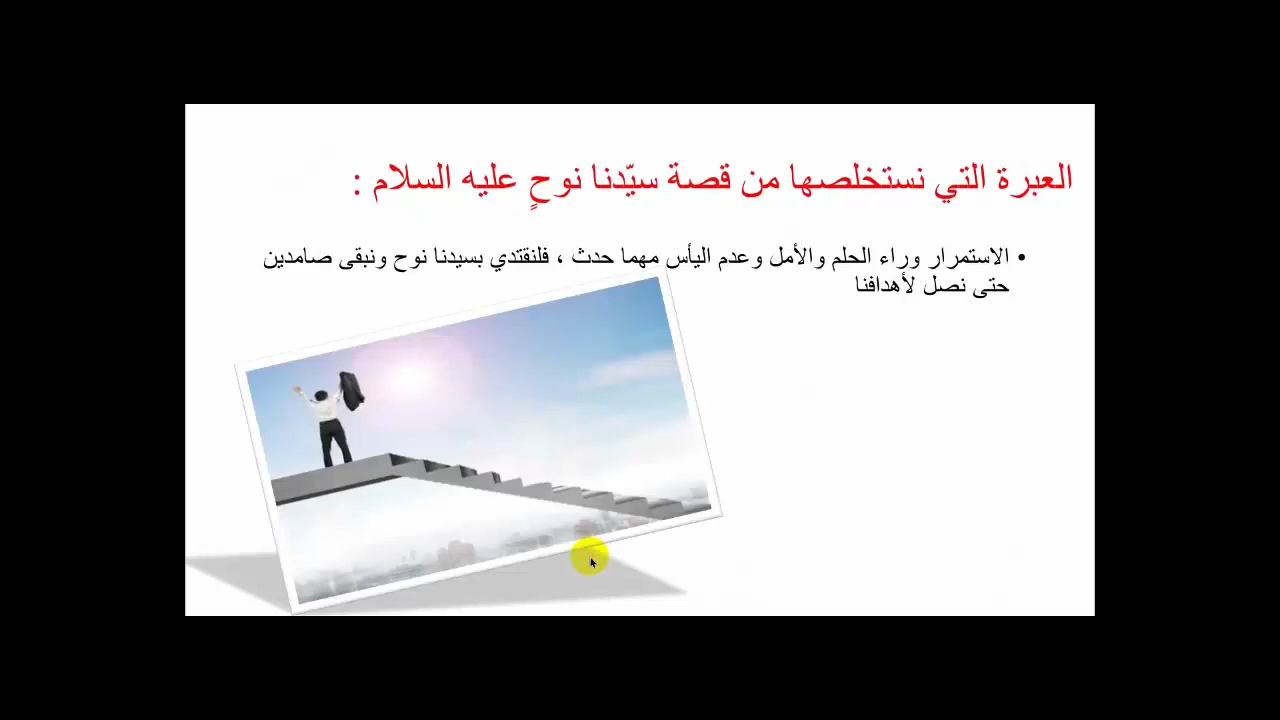 العبرة التي نستخلصها من قصة سيّدنا نوحٍ عليه السلام :
• الاستمرار وراء الحلم والأمل وعدم اليأس مهما حدث ، فلنقتدي بسيدنا نوح ونبقى صامدين
حتى نصل لأهدافنا